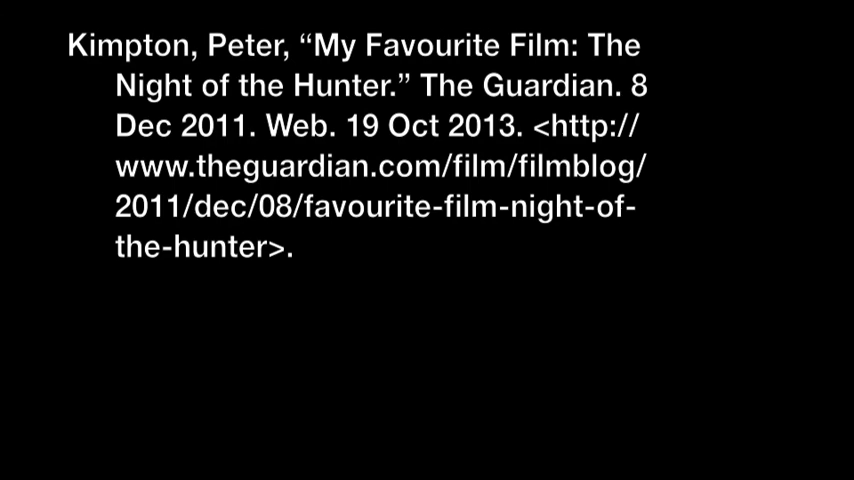 Kimpton, Peter, “My Favourite Film: The
Night of the Hunter.” The Guardian. 8
Dec 2011. Web. 19 Oct 2013. <http://
www.theguardian.com/film/filmblog/
2011/dec/08/favourite-film-night-of-
the-hunter>.